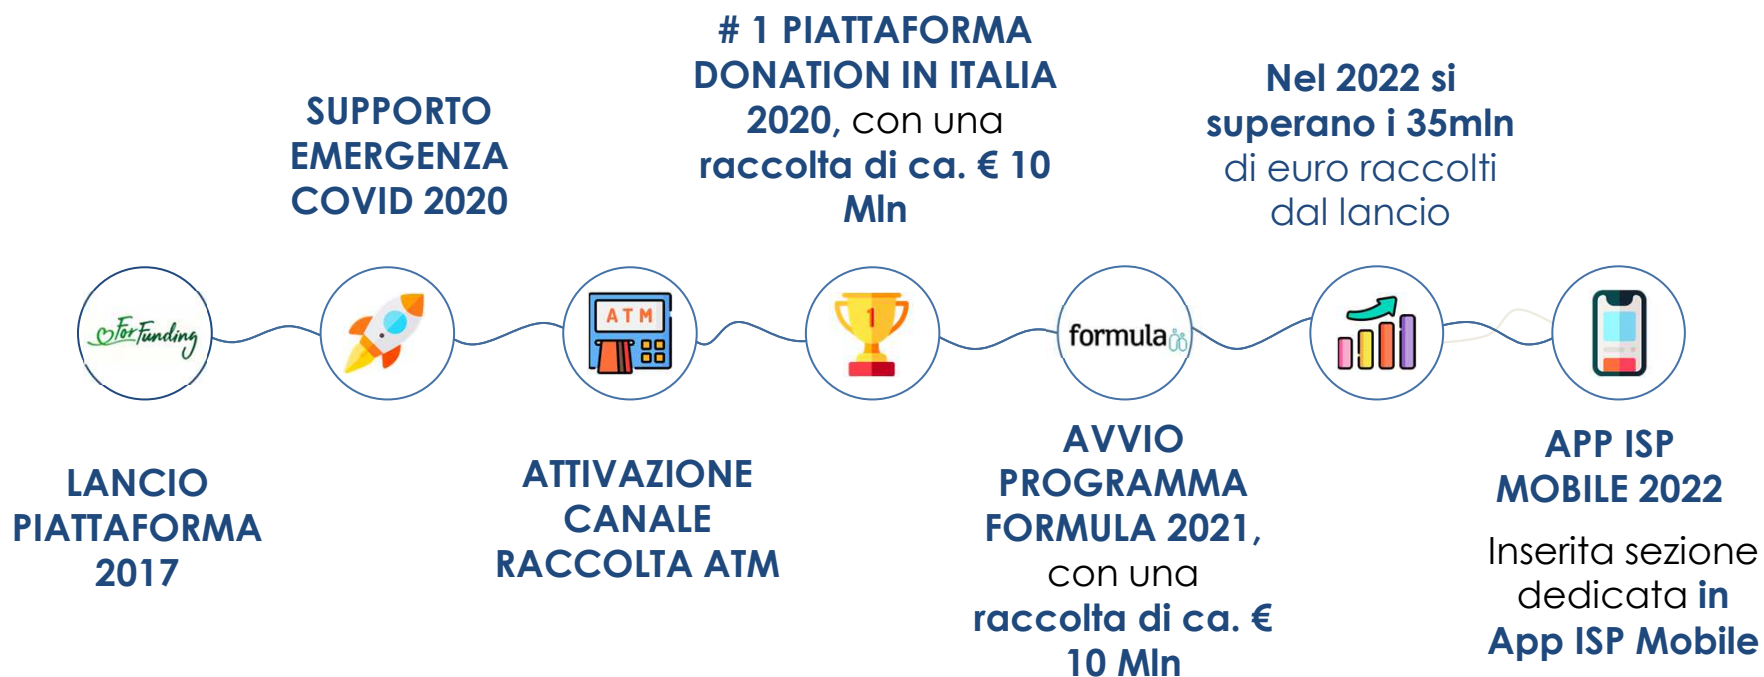 # 1 PIATTAFORMA
DONATION IN ITALIA
2020, con una
raccolta di ca. € 10
Mln
Nel 2022 si
superano i 35mln
di euro raccolti
dal lancio
SUPPORTO
EMERGENZA
COVID 2020
ForFunding
ATM
1
formula
LANCIO
PIATTAFORMA
2017
ATTIVAZIONE
CANALE
RACCOLTA ATM
AVVIO
PROGRAMMA
FORMULA 2021,
con una
raccolta di ca. €
10 Mln
APP ISP
MOBILE 2022
Inserita sezione
dedicata in
App ISP Mobile